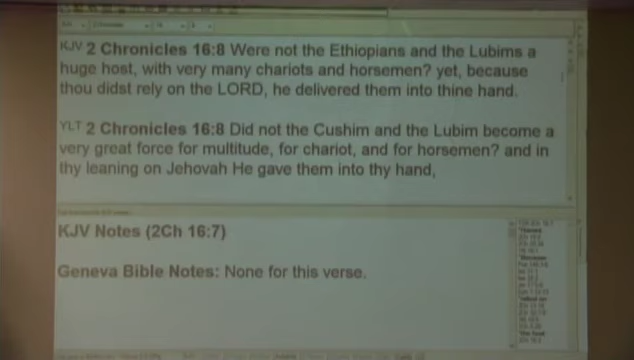 KJV 2 Chronicles 16:8 Were not the Ethiopians and the Lubims a
huge host, with very many chariots and horsemen? yet, because
thou didst rely on the LORD, he delivered them into thine hand.
YLT 2 Chronicles 16:8 Did not the Cushim and the Lubim become a
very great force for multitude, for chariot, and for horsemen? and in
thy leaning on Jehovah He gave them into thy hand,
KJV Notes (2Ch 16:7)
Geneva Bible Notes: None for this verse.